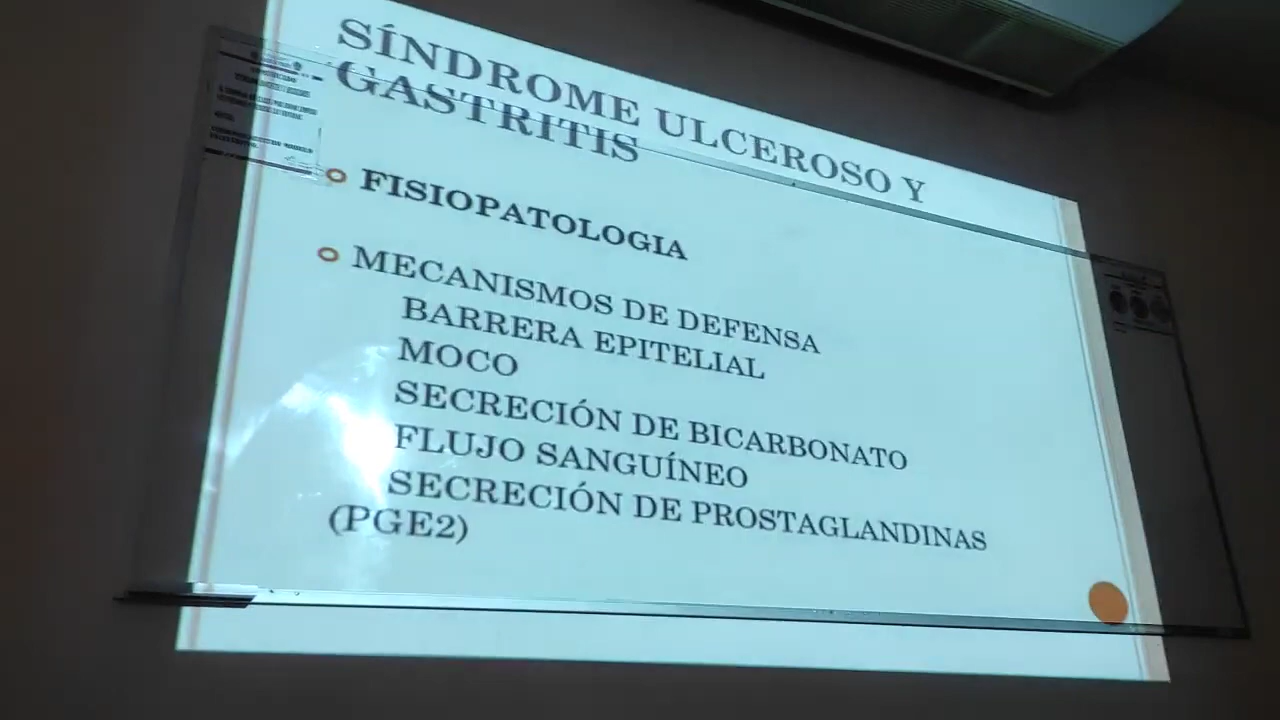 SÍNDROME ULCEROSO Y
GASTRITIS
FISIOPATOLOGIA
MECANISMOS DE DEFENSA
BARRERA EPITELIAL
MOCO
SECRECIÓN DE BICARBONATO
FLUJO SANGUÍNEO
SECRECIÓN DE PROSTAGLANDINAS
(PGE2)